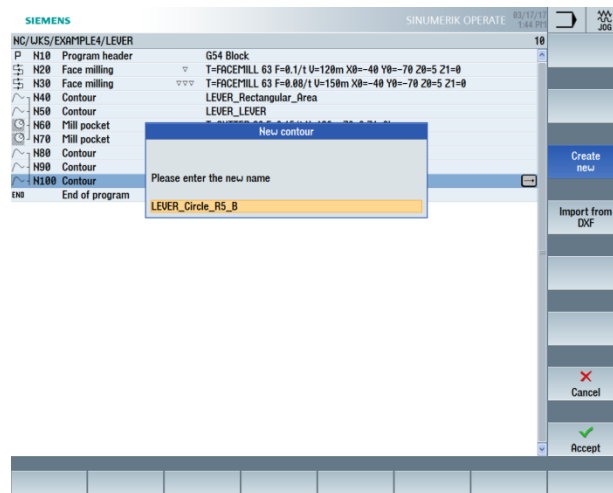 SIEMENS
SINUMERIK OPERATE
03/17/17
1:44 PM
JOG
NC/WKS/EXAMPLE4/LEVER
10
P N10 Program header G54 Block
N20 Face milling ▽ T=FACEMILL 63 F=0.1/t V=120m X0=-40 Y0=-70 Z0=5 Z1=0
N30 Face milling ▽▽▽ T=FACEMILL 63 F=0.08/t V=150m X0=-40 Y0=-70 Z0=5 Z1=0
N40 Contour LEVER_Rectangular_Area
N50 Contour LEVER_LEVER
N60 Mill pocket
N70 Mill pocket
N80 Contour
N90 Contour
N100 Contour
END End of program
New contour
Please enter the new name
LEVER_Circle_R5_B
Create
new
Import from
DXF
Cancel
Accept